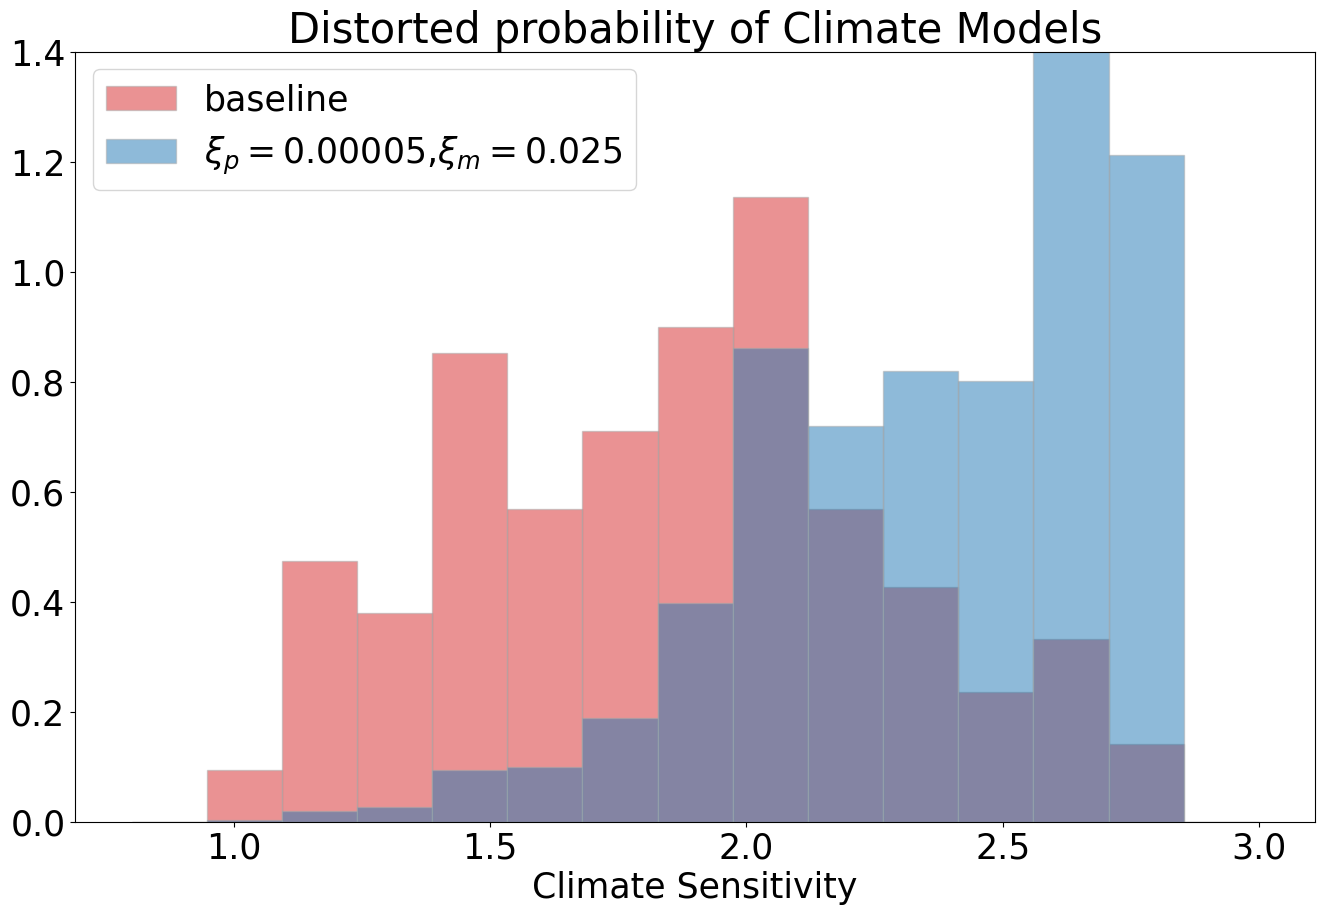 Distorted probability of Climate Models
baseline
ξₚ = 0.00005,ξₘ = 0.025
1.4
1.2
1.0
0.8
0.6
0.4
0.2
0.0
1.0 1.5 2.0 2.5 3.0
Climate Sensitivity